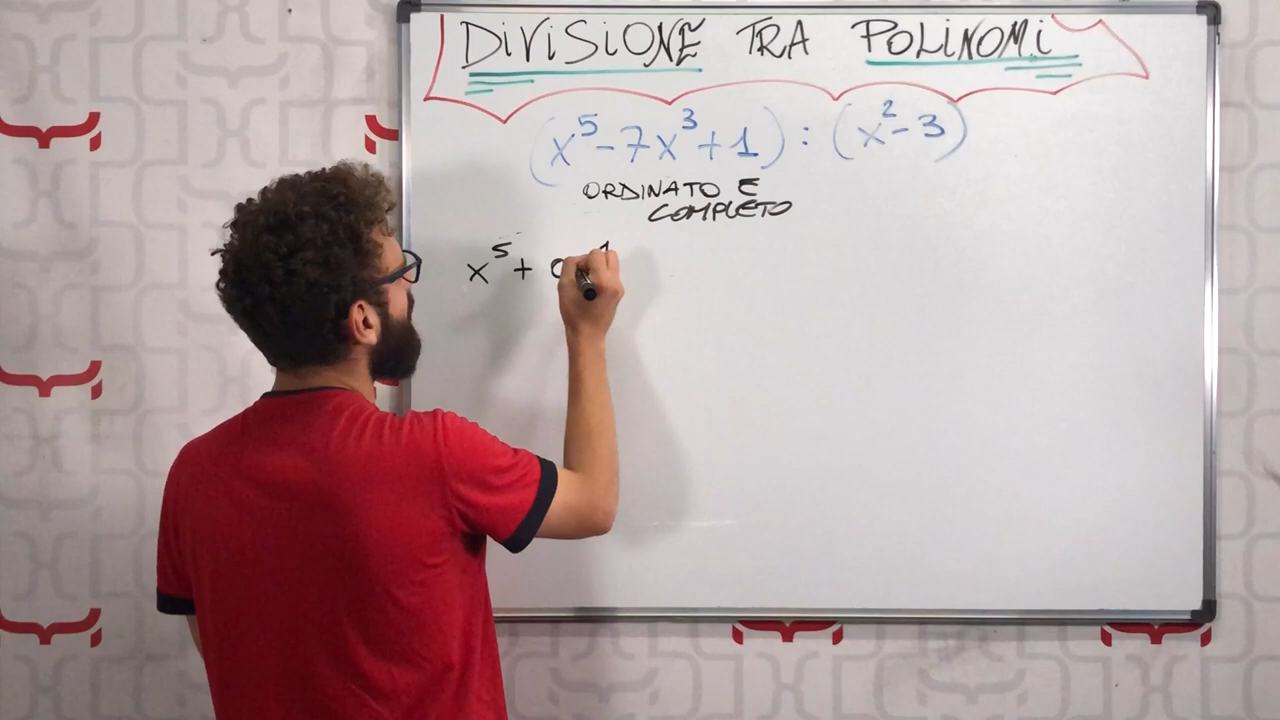 DIVISIONE TRA POLINOMI
(x⁵-7x³+1) : (x²-3)
ORDINATO E
COMPLETO
x⁵+